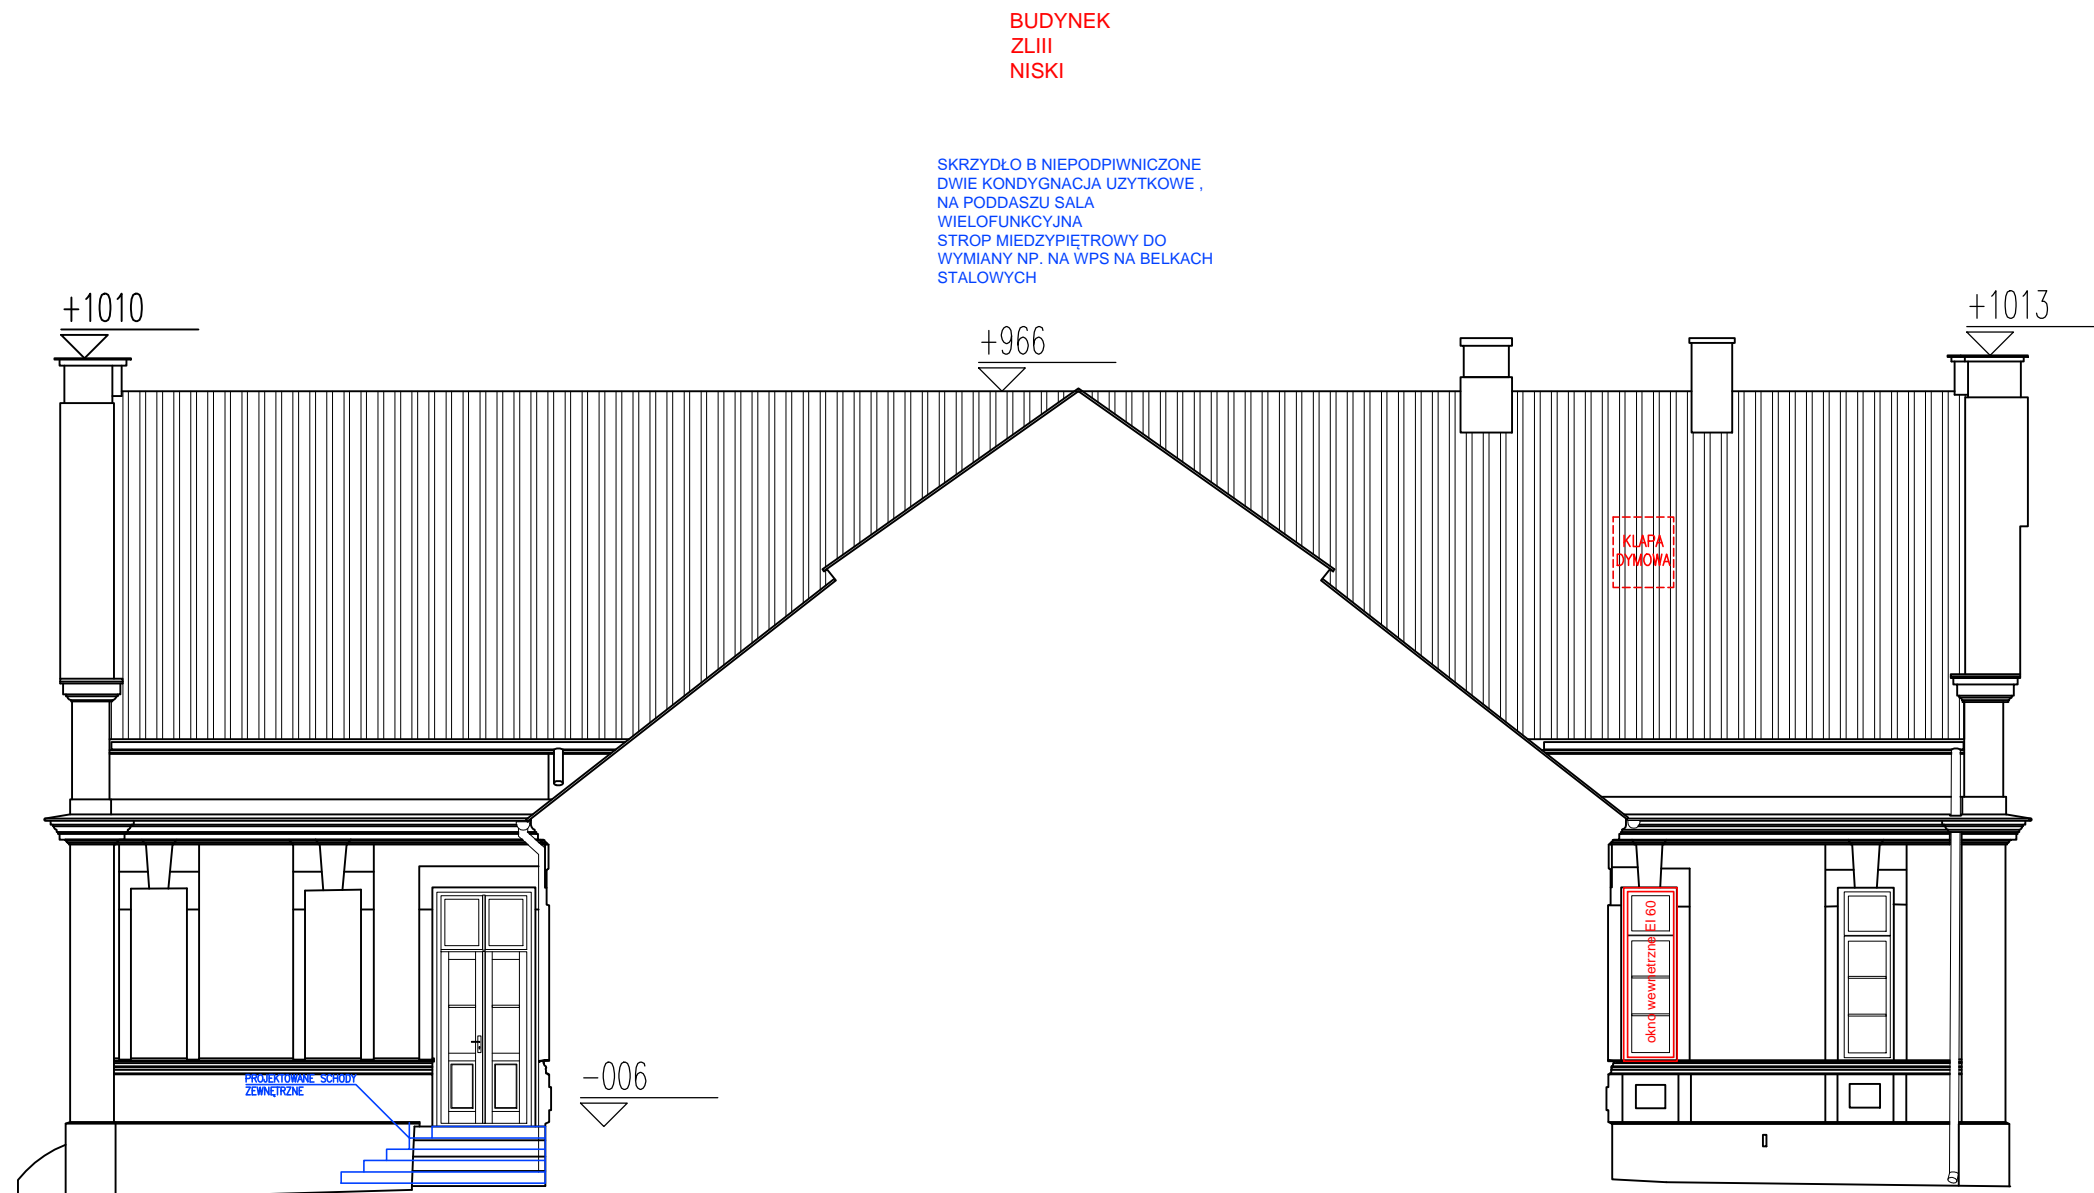 BUDYNEK
ZLIII
NISKI
SKRZYDŁO B NIEPODPIWNICZONE
DWIE KONDYGNACJA UZYTKOWE ,
NA PODDASZU SALA
WIELOFUNKCYJNA
STROP MIEDZYPIĘTROWY DO
WYMIANY NP. NA WPS NA BELKACH
STALOWYCH
+1010
+966
+1013
KLAPA
DYMOWA
okno wewnetrzne EI 60
-006
PROJEKTOWANE SCHODY
ZEWNĘTRZNE